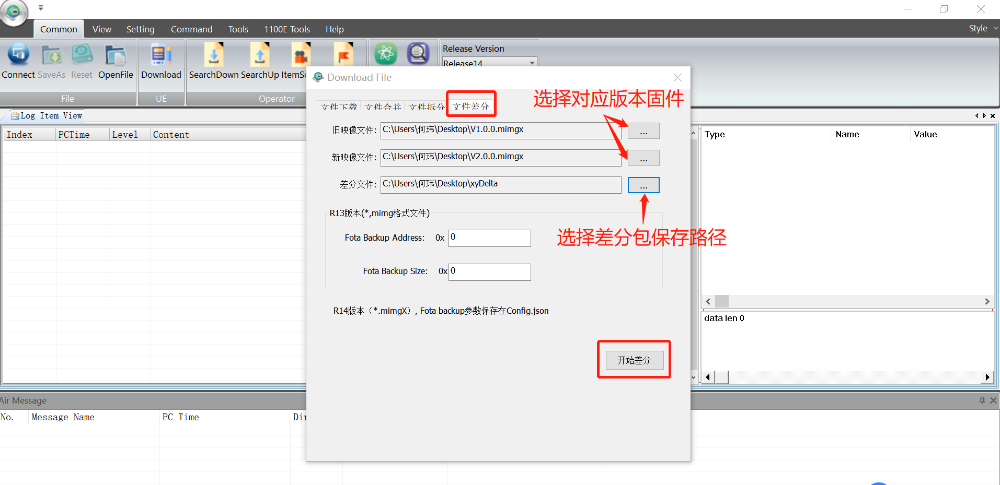 Common View Setting Command Tools 1100E Tools Help Style
Connect SaveAs Reset OpenFile Download SearchDown SearchUp
File UE Operator
Release Version
Release14
Log Item View
Index PCTime Level Content
Download File
文件下载 文件合并 文件拆分 文件差分
选择对应版本固件
旧映像文件: C:\Users\何玮\Desktop\V1.0.0.mimgx ...
新映像文件: C:\Users\何玮\Desktop\V2.0.0.mimgx ...
差分文件: C:\Users\何玮\Desktop\xyDelta ...
选择差分包保存路径
R13版本(*,mimg格式文件)
Fota Backup Address: 0x 0
Fota Backup Size: 0x 0
R14版本（*.mimgX）, Fota backup参数保存在Config.json
开始差分
Type Name Value
data len 0
Air Message
No. Message Name PC Time